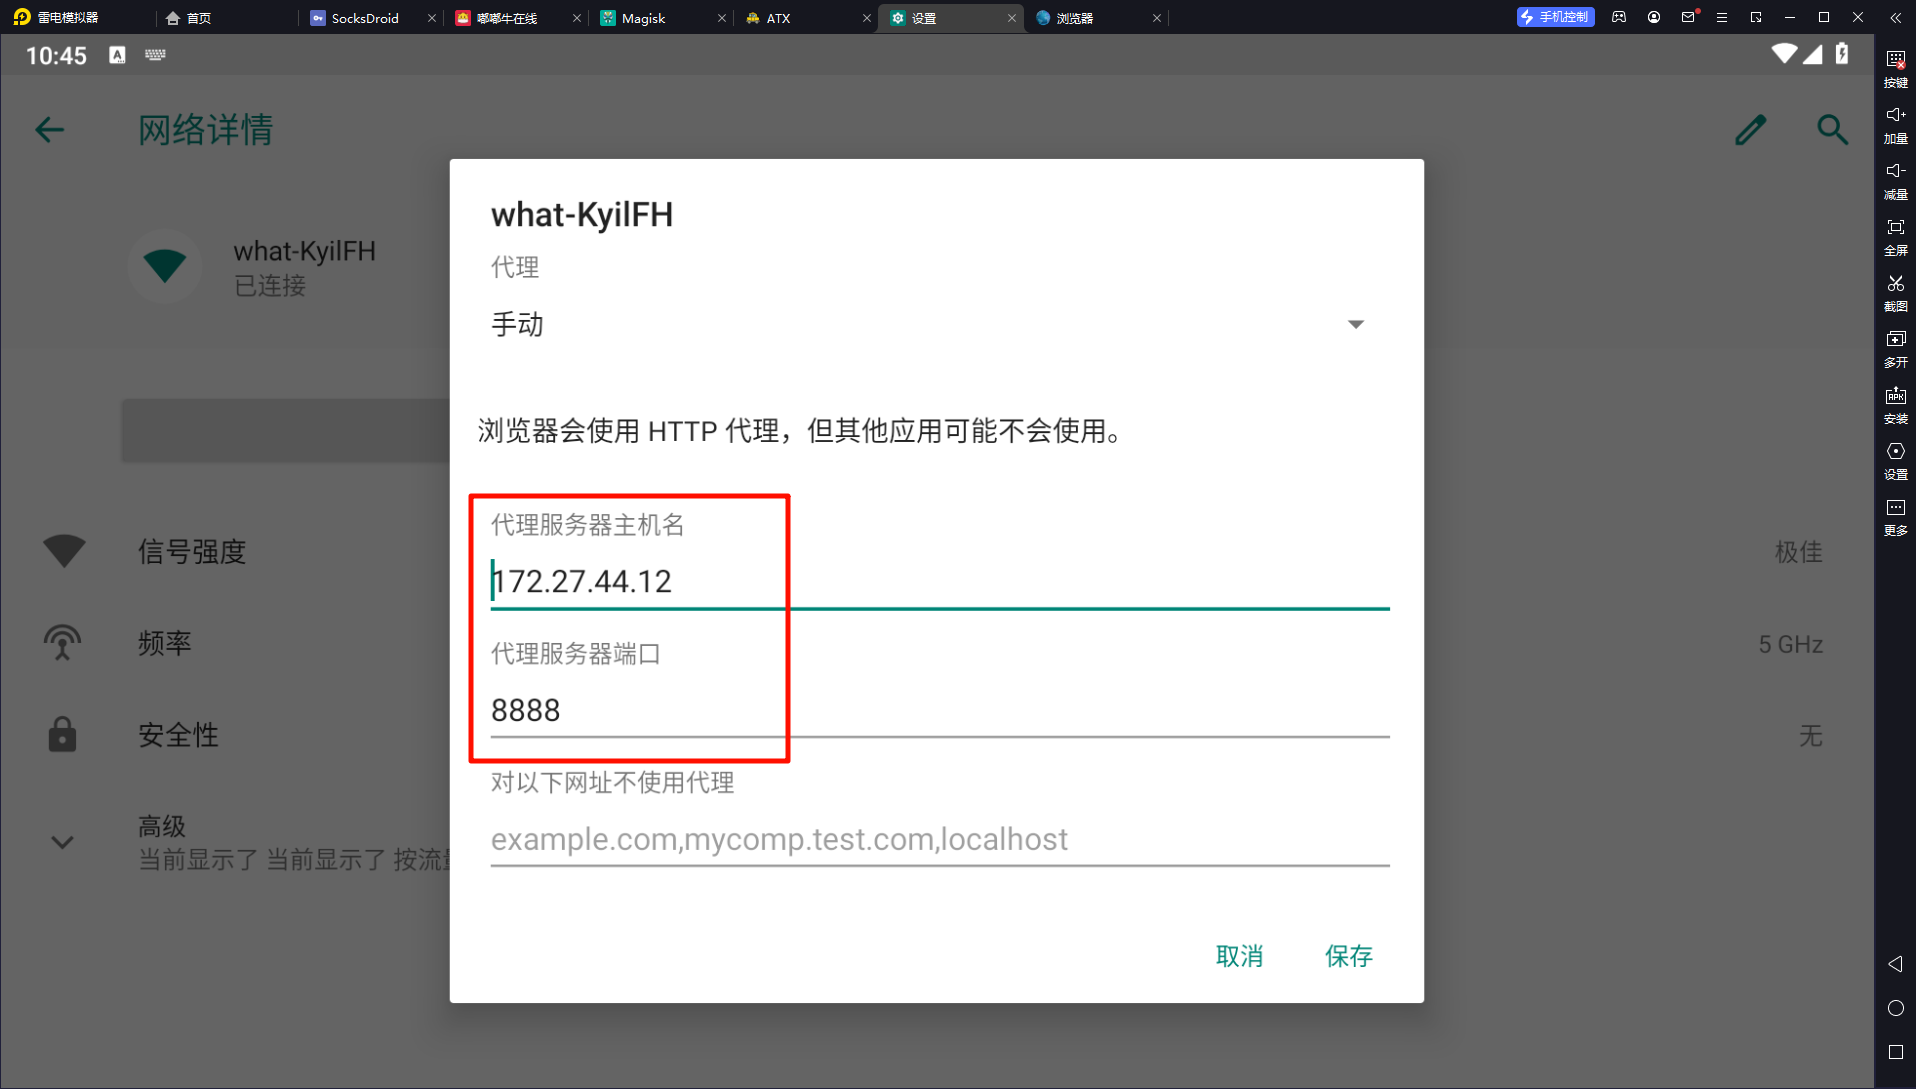 雷电模拟器
首页
SocksDroid
嘟嘟牛在线
Magisk
ATX
设置
浏览器
手机控制
10:45
A
网络详情
what-KyilFH
已连接
信号强度
极佳
频率
5 GHz
安全性
无
高级
当前显示了 当前显示了 按流量
what-KyilFH
代理
手动
浏览器会使用 HTTP 代理，但其他应用可能不会使用。
代理服务器主机名
172.27.44.12
代理服务器端口
8888
对以下网址不使用代理
example.com,mycomp.test.com,localhost
取消
保存
按键
加量
减量
全屏
截图
多开
APK
安装
设置
更多